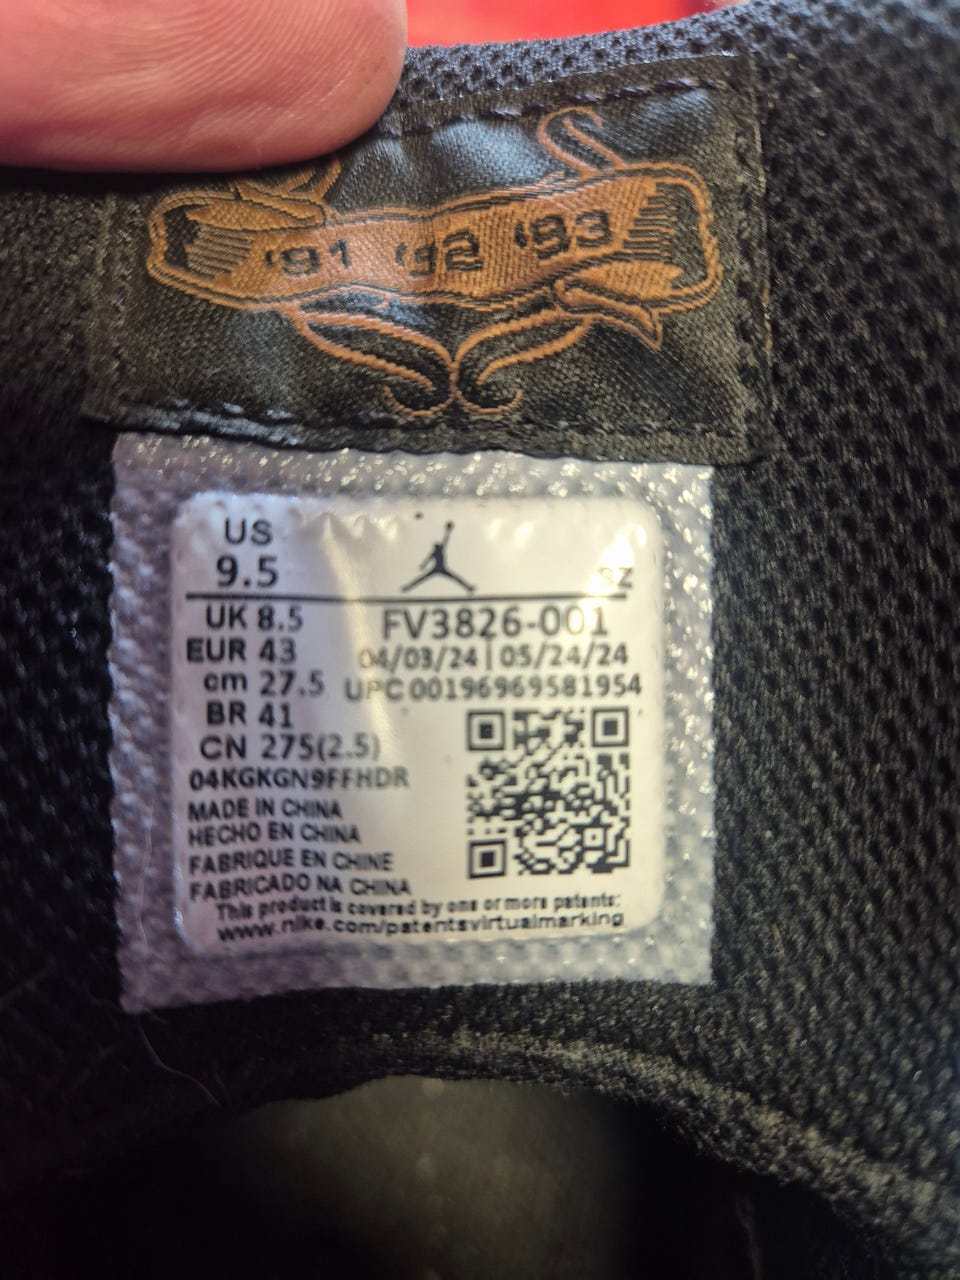 '91 '92 '93
US
9.5
SZ
UK 8.5
FV3826-001
EUR 43
04/03/24 | 05/24/24
cm 27.5
UPC 00196969581954
BR 41
CN 275(2.5)
04KGKGN9FFHDR
MADE IN CHINA
HECHO EN CHINA
FABRIQUE EN CHINE
FABRICADO NA CHINA
This product is covered by one or more patents:
www.nike.com/patentsvirtualmarking